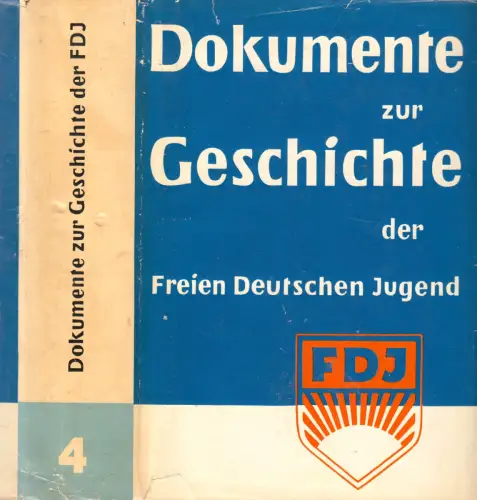 Dokumente zur Geschichte der FDJ
4
Dokumente
zur
Geschichte
der
Freien Deutschen Jugend
FDJ